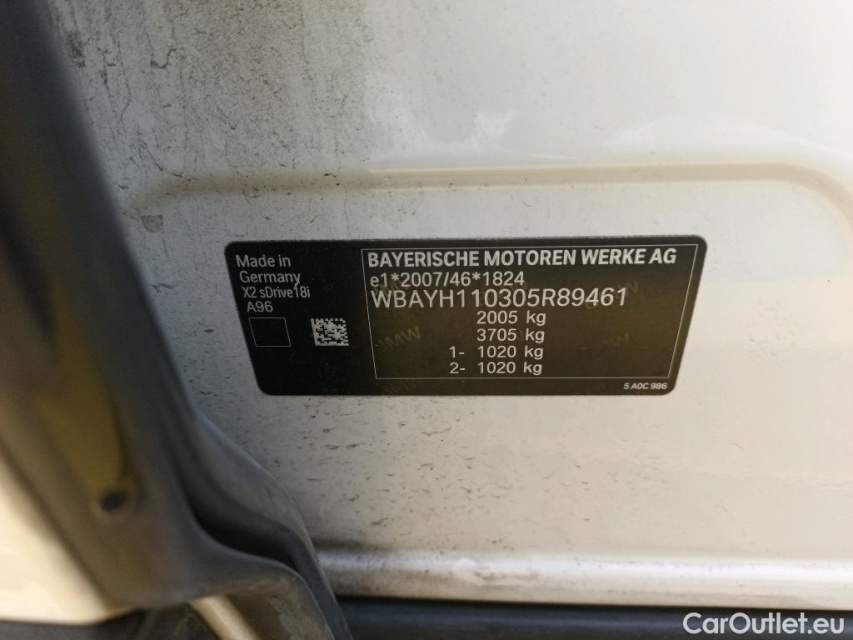 Made in
Germany
X2 sDrive18i
A96
BAYERISCHE MOTOREN WERKE AG
e1*2007/46*1824
WBAYH110305R89461
2005 kg
3705 kg
1- 1020 kg
2- 1020 kg
5 A0C 986
CarOutlet.eu